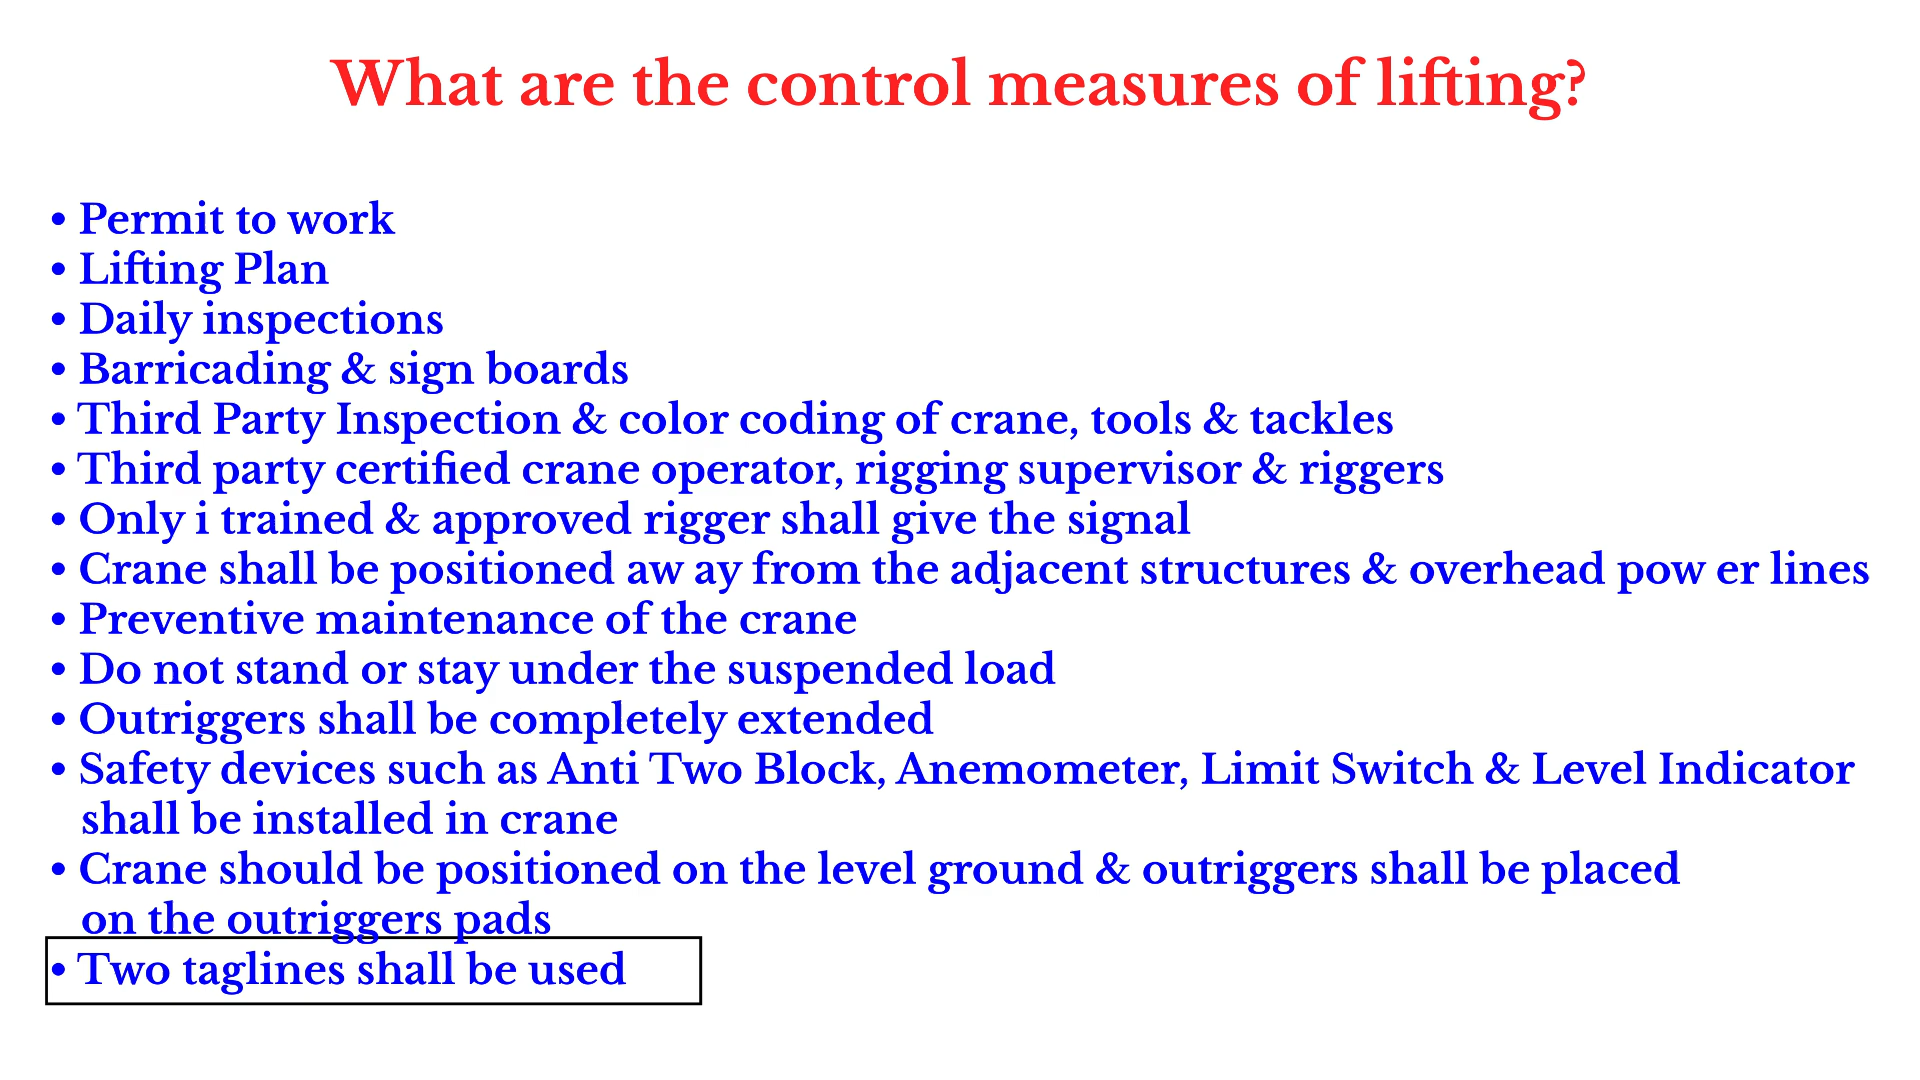 What are the control measures of lifting?
• Permit to work
• Lifting Plan
• Daily inspections
• Barricading & sign boards
• Third Party Inspection & color coding of crane, tools & tackles
• Third party certified crane operator, rigging supervisor & riggers
• Only i trained & approved rigger shall give the signal
• Crane shall be positioned aw ay from the adjacent structures & overhead pow er lines
• Preventive maintenance of the crane
• Do not stand or stay under the suspended load
• Outriggers shall be completely extended
• Safety devices such as Anti Two Block, Anemometer, Limit Switch & Level Indicator
shall be installed in crane
• Crane should be positioned on the level ground & outriggers shall be placed
on the outriggers pads
• Two taglines shall be used